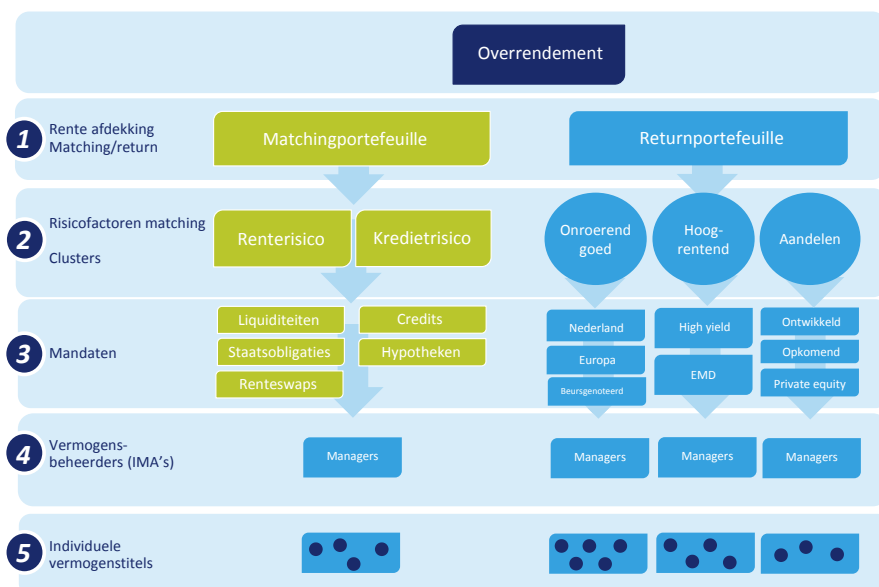 Overrendement
1
Rente afdekking
Matching/return
Matchingportefeuille
Returnportefeuille
2
Risicofactoren matching
Clusters
Renterisico
Kredietrisico
Onroerend
goed
Hoog-
rentend
Aandelen
3
Mandaten
Liquiditeiten
Credits
Staatsobligaties
Hypotheken
Renteswaps
Nederland
Europa
Beursgenoteerd
High yield
EMD
Ontwikkeld
Opkomend
Private equity
4
Vermogens-
beheerders (IMA's)
Managers
Managers
Managers
Managers
5
Individuele
vermogenstitels